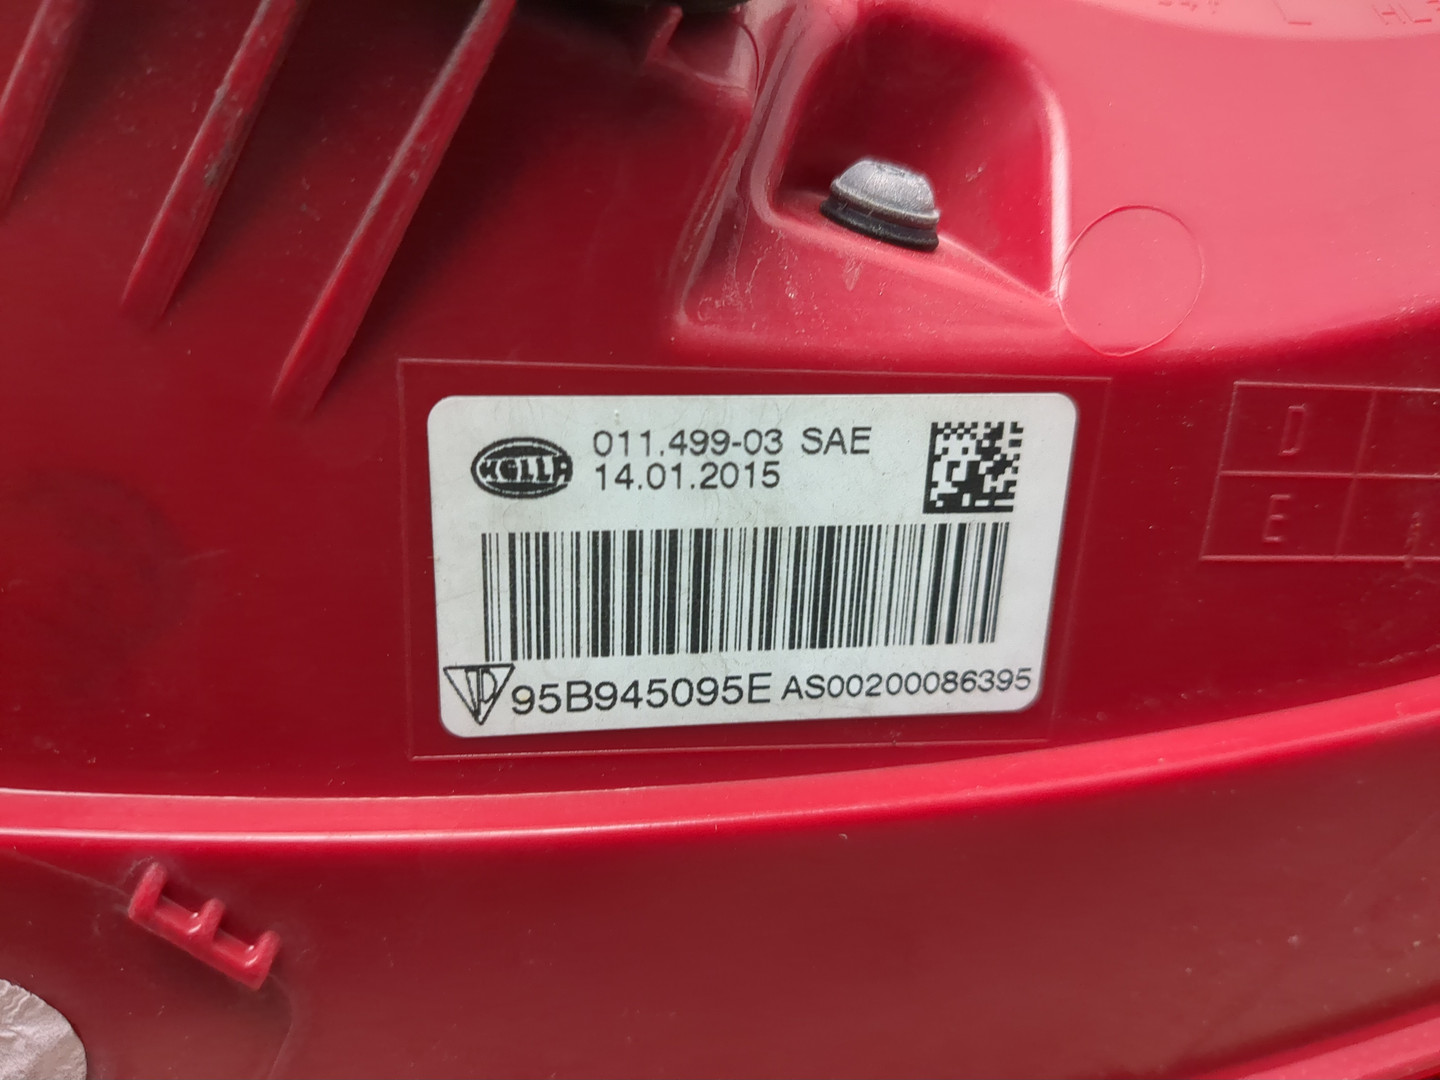 L
HELLA
011.499-03 SAE
14.01.2015
95B945095E AS00200086395
D
E